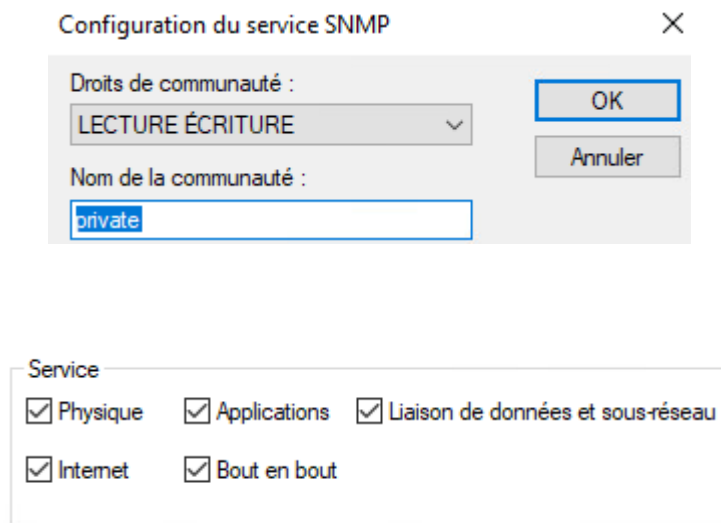 Configuration du service SNMP
Droits de communauté :
LECTURE ÉCRITURE
OK
Annuler
Nom de la communauté :
private
Service
Physique
Applications
Liaison de données et sous-réseau
Internet
Bout en bout